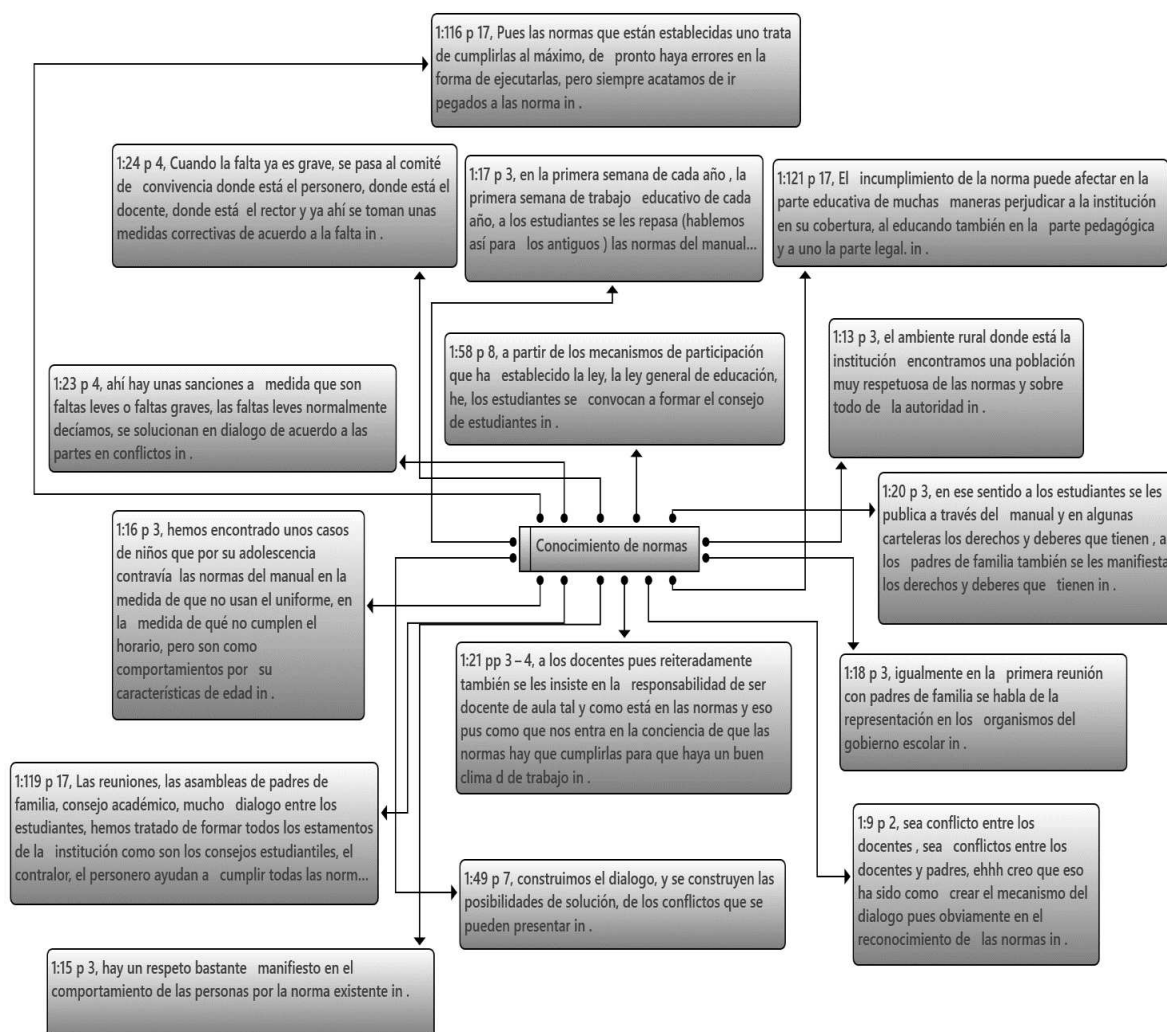 1:116 p 17, Pues las normas que están establecidas uno trata
de cumplirlas al máximo, de pronto haya errores en la
forma de ejecutarlas, pero siempre acatamos de ir
pegados a las norma in .
1:24 p 4, Cuando la falta ya es grave, se pasa al comité
de convivencia donde está el personero, donde está el
docente, donde está el rector y ya ahí se toman unas
medidas correctivas de acuerdo a la falta in .
1:17 p 3, en la primera semana de cada año , la
primera semana de trabajo educativo de cada
año, a los estudiantes se les repasa (hablemos
así para los antiguos ) las normas del manual...
1:121 p 17, El incumplimiento de la norma puede afectar en la
parte educativa de muchas maneras perjudicar a la institución
en su cobertura, al educando también en la parte pedagógica
y a uno la parte legal. in .
1:13 p 3, el ambiente rural donde está la
institución encontramos una población
muy respetuosa de las normas y sobre
todo de la autoridad in .
1:58 p 8, a partir de los mecanismos de participación
que ha establecido la ley, la ley general de educación,
he, los estudiantes se convocan a formar el consejo
de estudiantes in .
1:23 p 4, ahí hay unas sanciones a medida que son
faltas leves o faltas graves, las faltas leves normalmente
decíamos, se solucionan en dialogo de acuerdo a las
partes en conflictos in .
1:20 p 3, en ese sentido a los estudiantes se les
publica a través del manual y en algunas
carteleras los derechos y deberes que tienen , a
los padres de familia también se les manifiesta
los derechos y deberes que tienen in .
1:16 p 3, hemos encontrado unos casos
de niños que por su adolescencia
contravía las normas del manual en la
medida de que no usan el uniforme, en
la medida de qué no cumplen el
horario, pero son como
comportamientos por su
características de edad in .
Conocimiento de normas
1:21 pp 3 – 4, a los docentes pues reiteradamente
también se les insiste en la responsabilidad de ser
docente de aula tal y como está en las normas y eso
pus como que nos entra en la conciencia de que las
normas hay que cumplirlas para que haya un buen
clima d de trabajo in .
1:18 p 3, igualmente en la primera reunión
con padres de familia se habla de la
representación en los organismos del
gobierno escolar in .
1:119 p 17, Las reuniones, las asambleas de padres de
familia, consejo académico, mucho dialogo entre los
estudiantes, hemos tratado de formar todos los estamentos
de la institución como son los consejos estudiantiles, el
contralor, el personero ayudan a cumplir todas las norm...
1:9 p 2, sea conflicto entre los
docentes , sea conflictos entre los
docentes y padres, ehhh creo que eso
ha sido como crear el mecanismo del
dialogo pues obviamente en el
reconocimiento de las normas in .
1:49 p 7, construimos el dialogo, y se construyen las
posibilidades de solución, de los conflictos que se
pueden presentar in .
1:15 p 3, hay un respeto bastante manifiesto en el
comportamiento de las personas por la norma existente in .